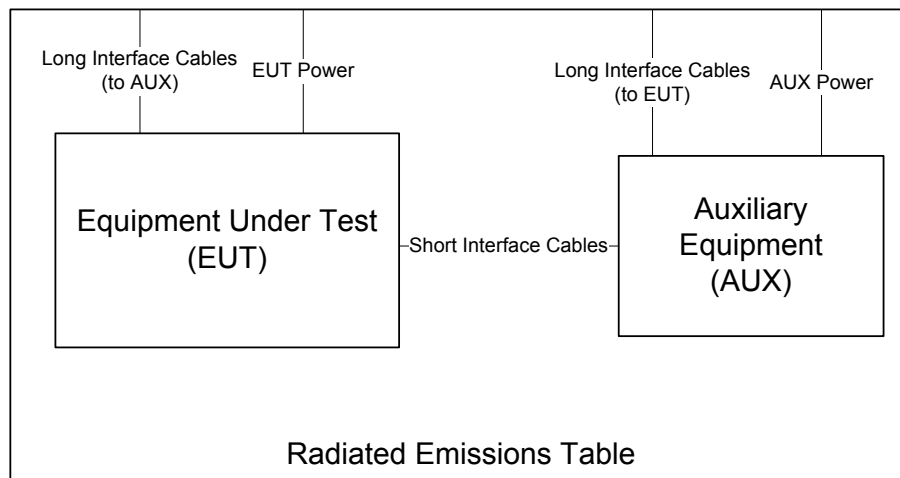 Long Interface Cables
(to AUX)
EUT Power
Long Interface Cables
(to EUT)
AUX Power
Equipment Under Test
(EUT)
Short Interface Cables
Auxiliary
Equipment
(AUX)
Radiated Emissions Table